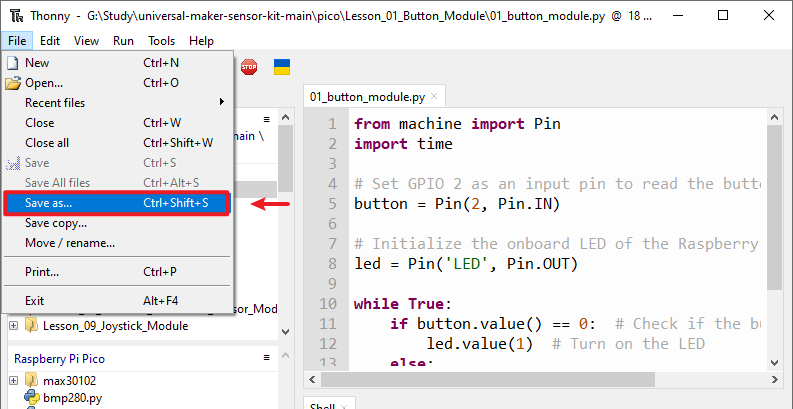 Thonny - G:\Study\universal-maker-sensor-kit-main\pico\Lesson_01_Button_Module\01_button_module.py @ 18 ...
File Edit View Run Tools Help
New Ctrl+N
Open... Ctrl+O
Recent files
Close Ctrl+W
Close all Ctrl+Shift+W
Save Ctrl+S
Save All files Ctrl+Alt+S
Save as... Ctrl+Shift+S
Save copy...
Move / rename...
Print... Ctrl+P
Exit Alt+F4
STOP
main \
sor_Mod
Lesson_09_Joystick_Module
Raspberry Pi Pico
max30102
bmp280.py
01_button_module.py
1 from machine import Pin
2 import time
3
4 # Set GPIO 2 as an input pin to read the butto
5 button = Pin(2, Pin.IN)
6
7 # Initialize the onboard LED of the Raspberry
8 led = Pin('LED', Pin.OUT)
9
10 while True:
11 if button.value() == 0: # Check if the bu
12 led.value(1) # Turn on the LED
13 else:
Shell